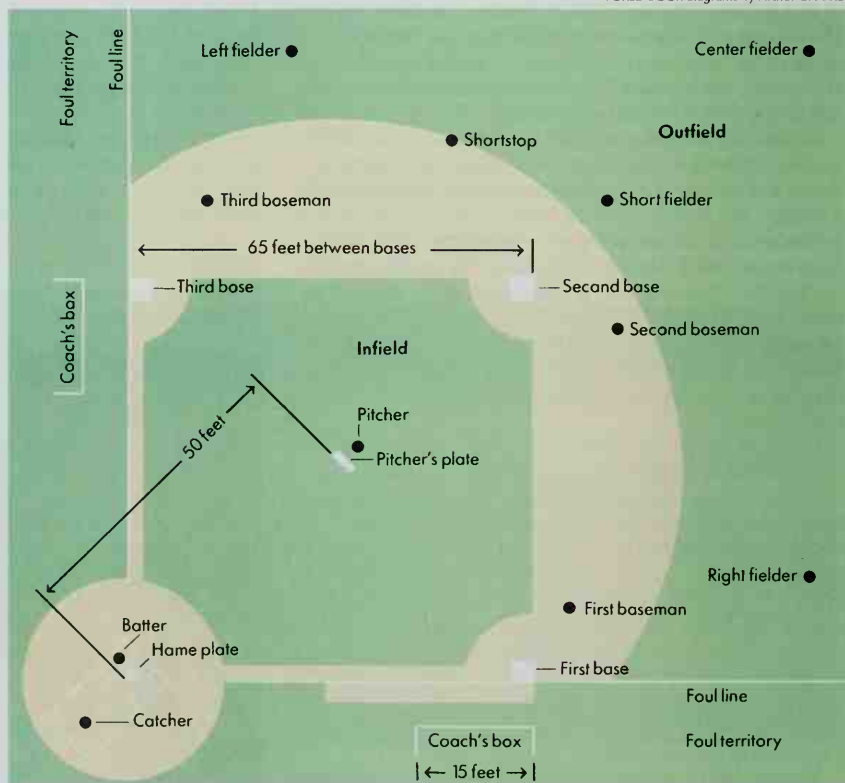 Foul territory
Foul line
Left fielder
Center fielder
Shortstop
Outfield
Third boseman
Short fielder
65 feet between bases
Third bose
Second base
Coach's box
Second baseman
Infield
50 feet
Pitcher
Pitcher's plate
Right fielder
First baseman
Batter
Hame plate
First base
Foul line
Catcher
Coach's box
Foul territory
15 feet